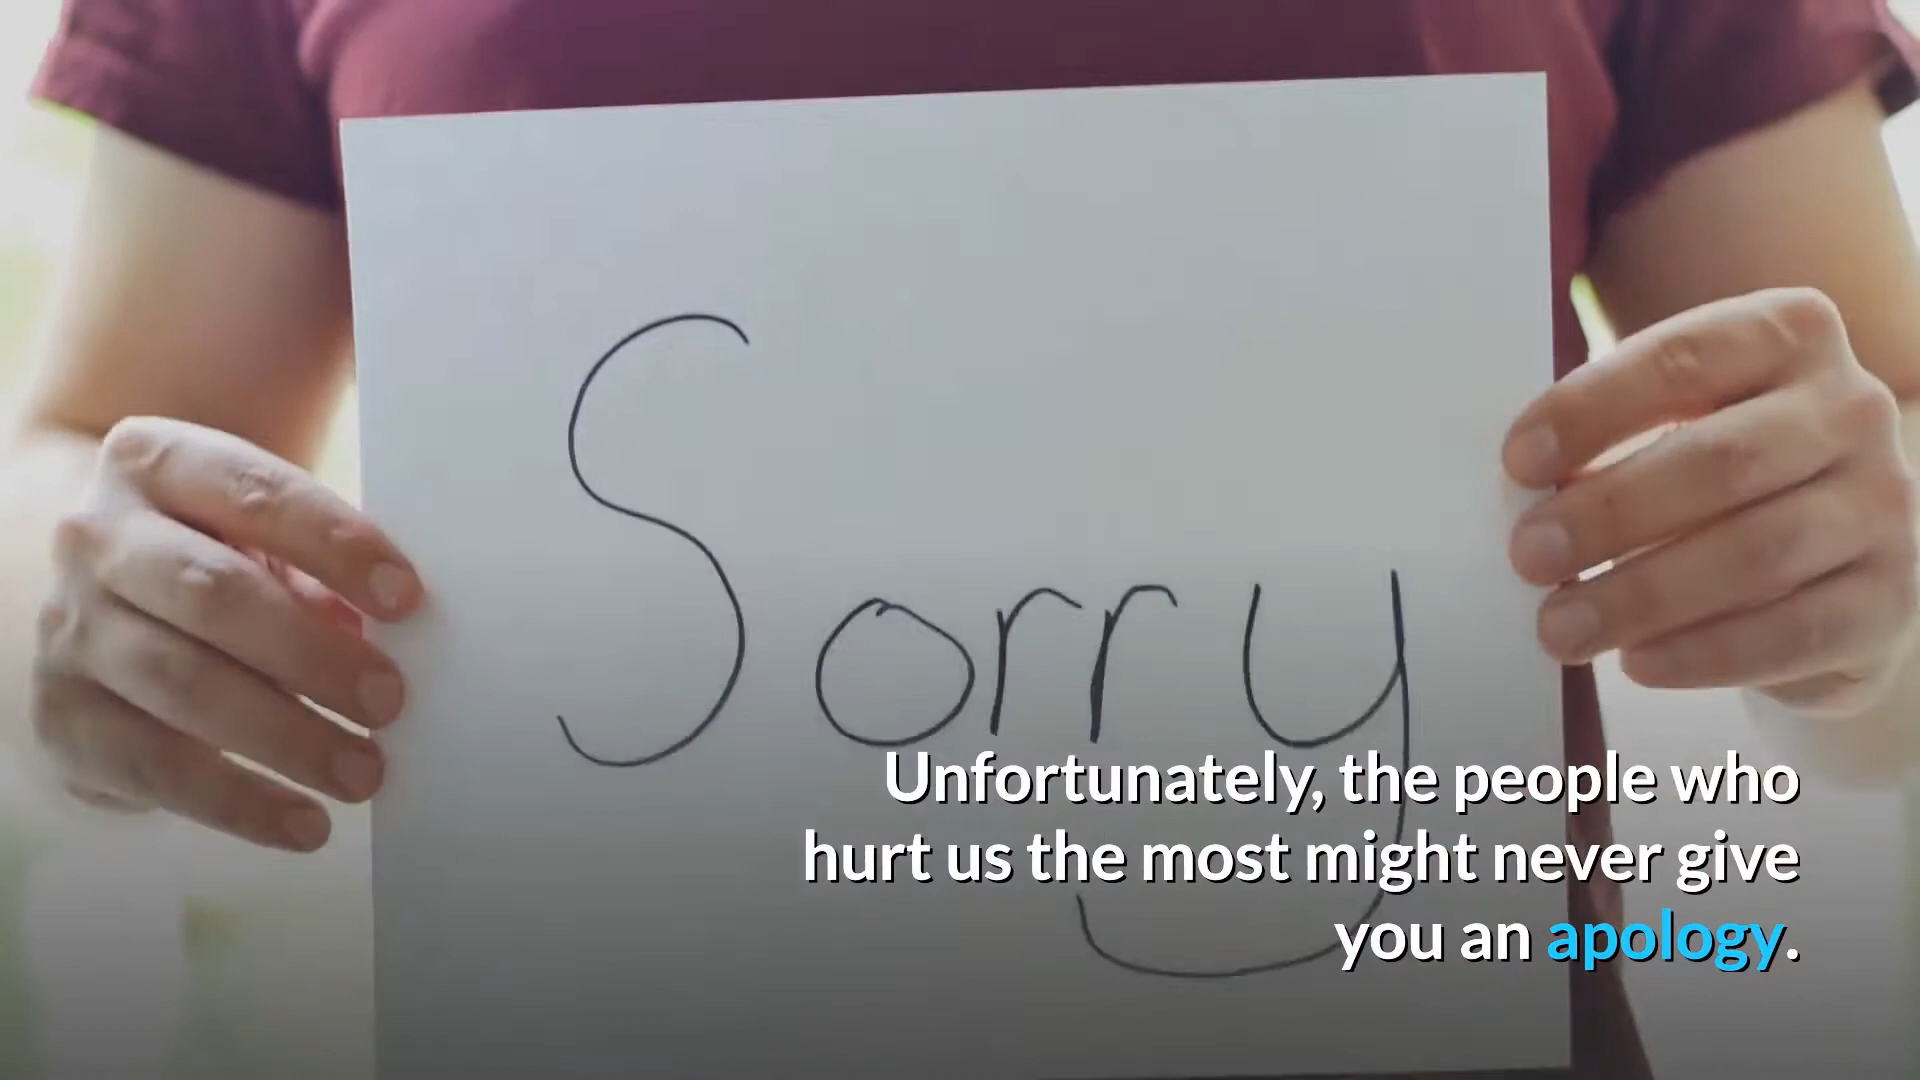 Sorry
Unfortunately, the people who
hurt us the most might never give
you an apology.